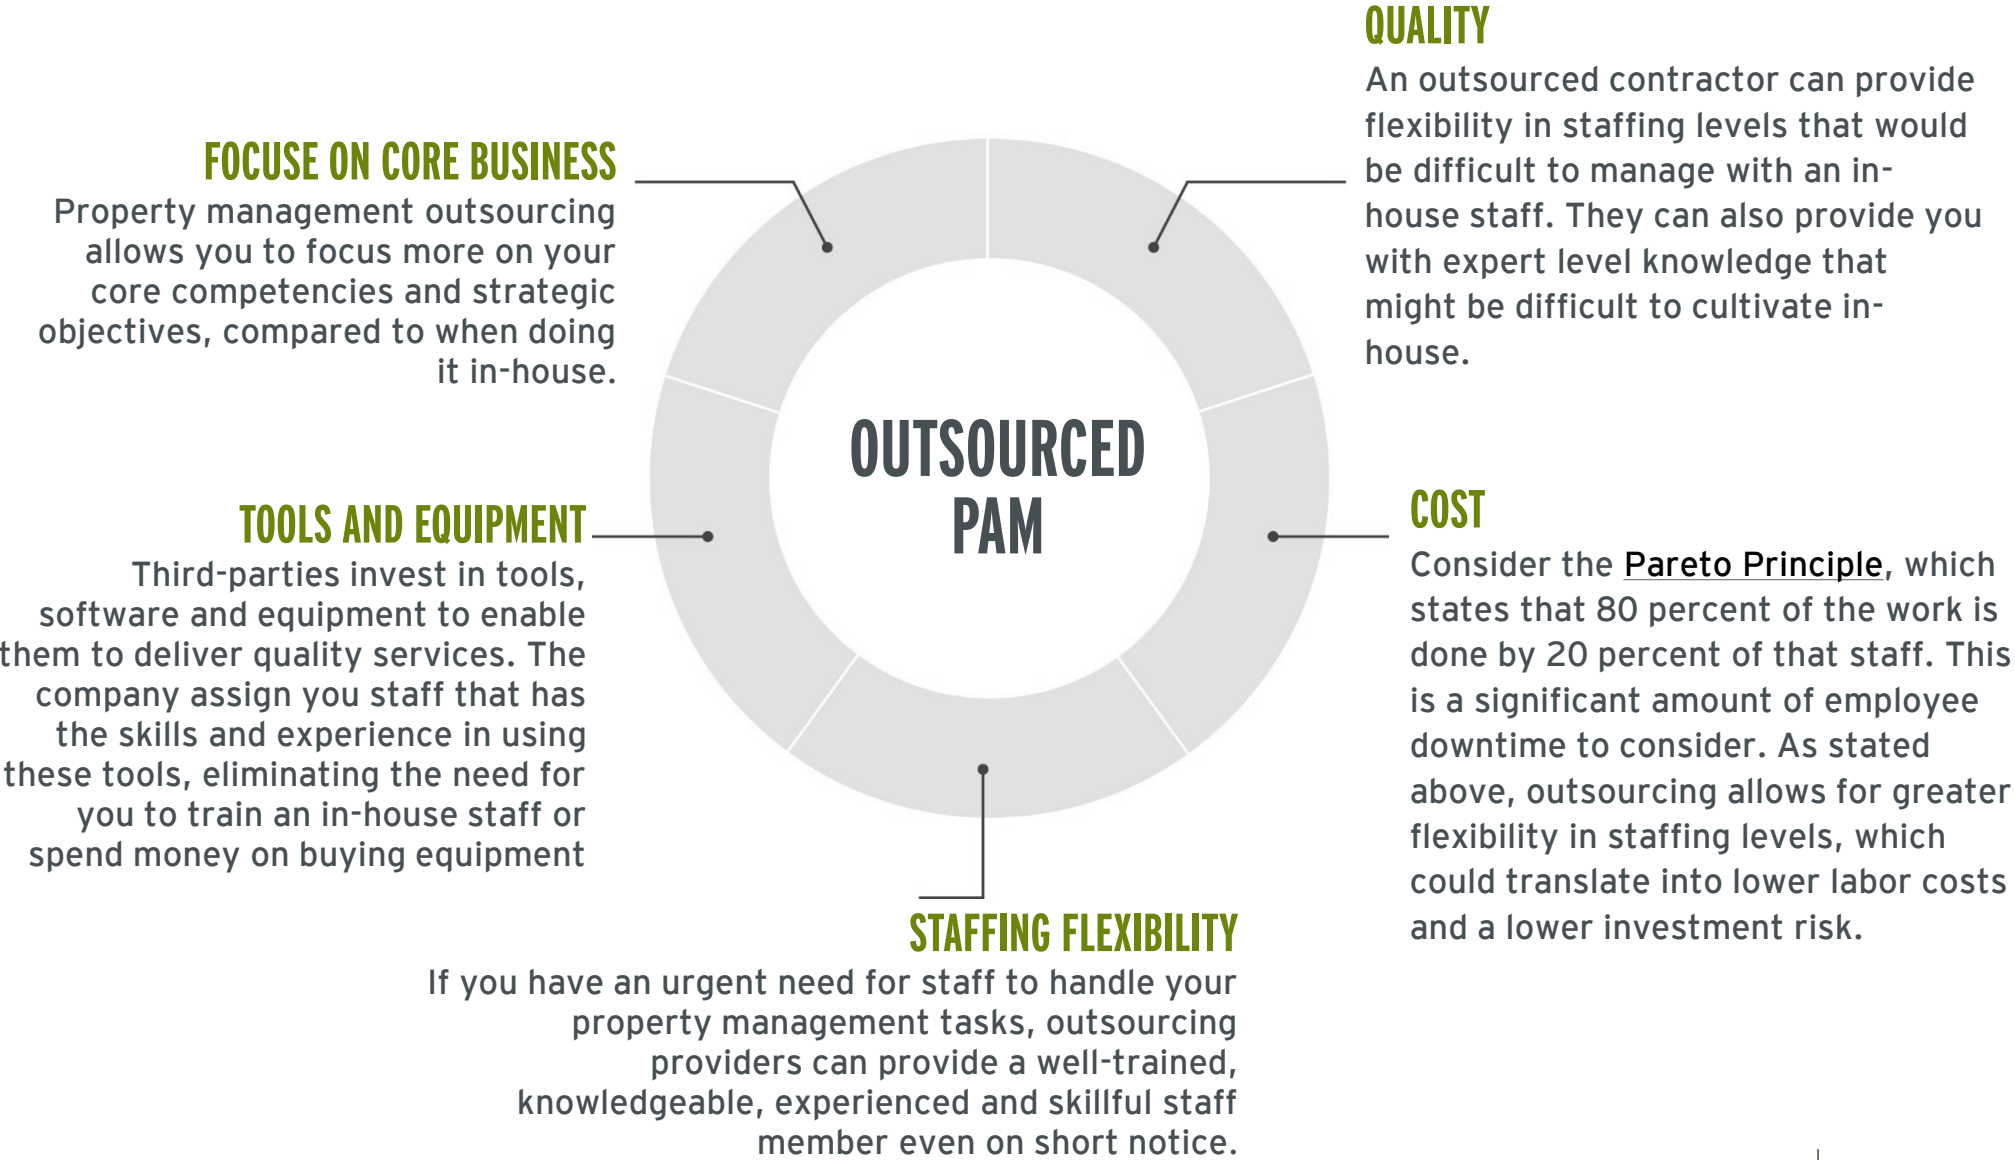 QUALITY
An outsourced contractor can provide
flexibility in staffing levels that would
be difficult to manage with an in-
house staff. They can also provide you
with expert level knowledge that
might be difficult to cultivate in-
house.
FOCUSE ON CORE BUSINESS
Property management outsourcing
allows you to focus more on your
core competencies and strategic
objectives, compared to when doing
it in-house.
OUTSOURCED
PAM
TOOLS AND EQUIPMENT
Third-parties invest in tools,
software and equipment to enable
them to deliver quality services. The
company assign you staff that has
the skills and experience in using
these tools, eliminating the need for
you to train an in-house staff or
spend money on buying equipment
COST
Consider the Pareto Principle, which
states that 80 percent of the work is
done by 20 percent of that staff. This
is a significant amount of employee
downtime to consider. As stated
above, outsourcing allows for greater
flexibility in staffing levels, which
could translate into lower labor costs
and a lower investment risk.
STAFFING FLEXIBILITY
If you have an urgent need for staff to handle your
property management tasks, outsourcing
providers can provide a well-trained,
knowledgeable, experienced and skillful staff
member even on short notice.